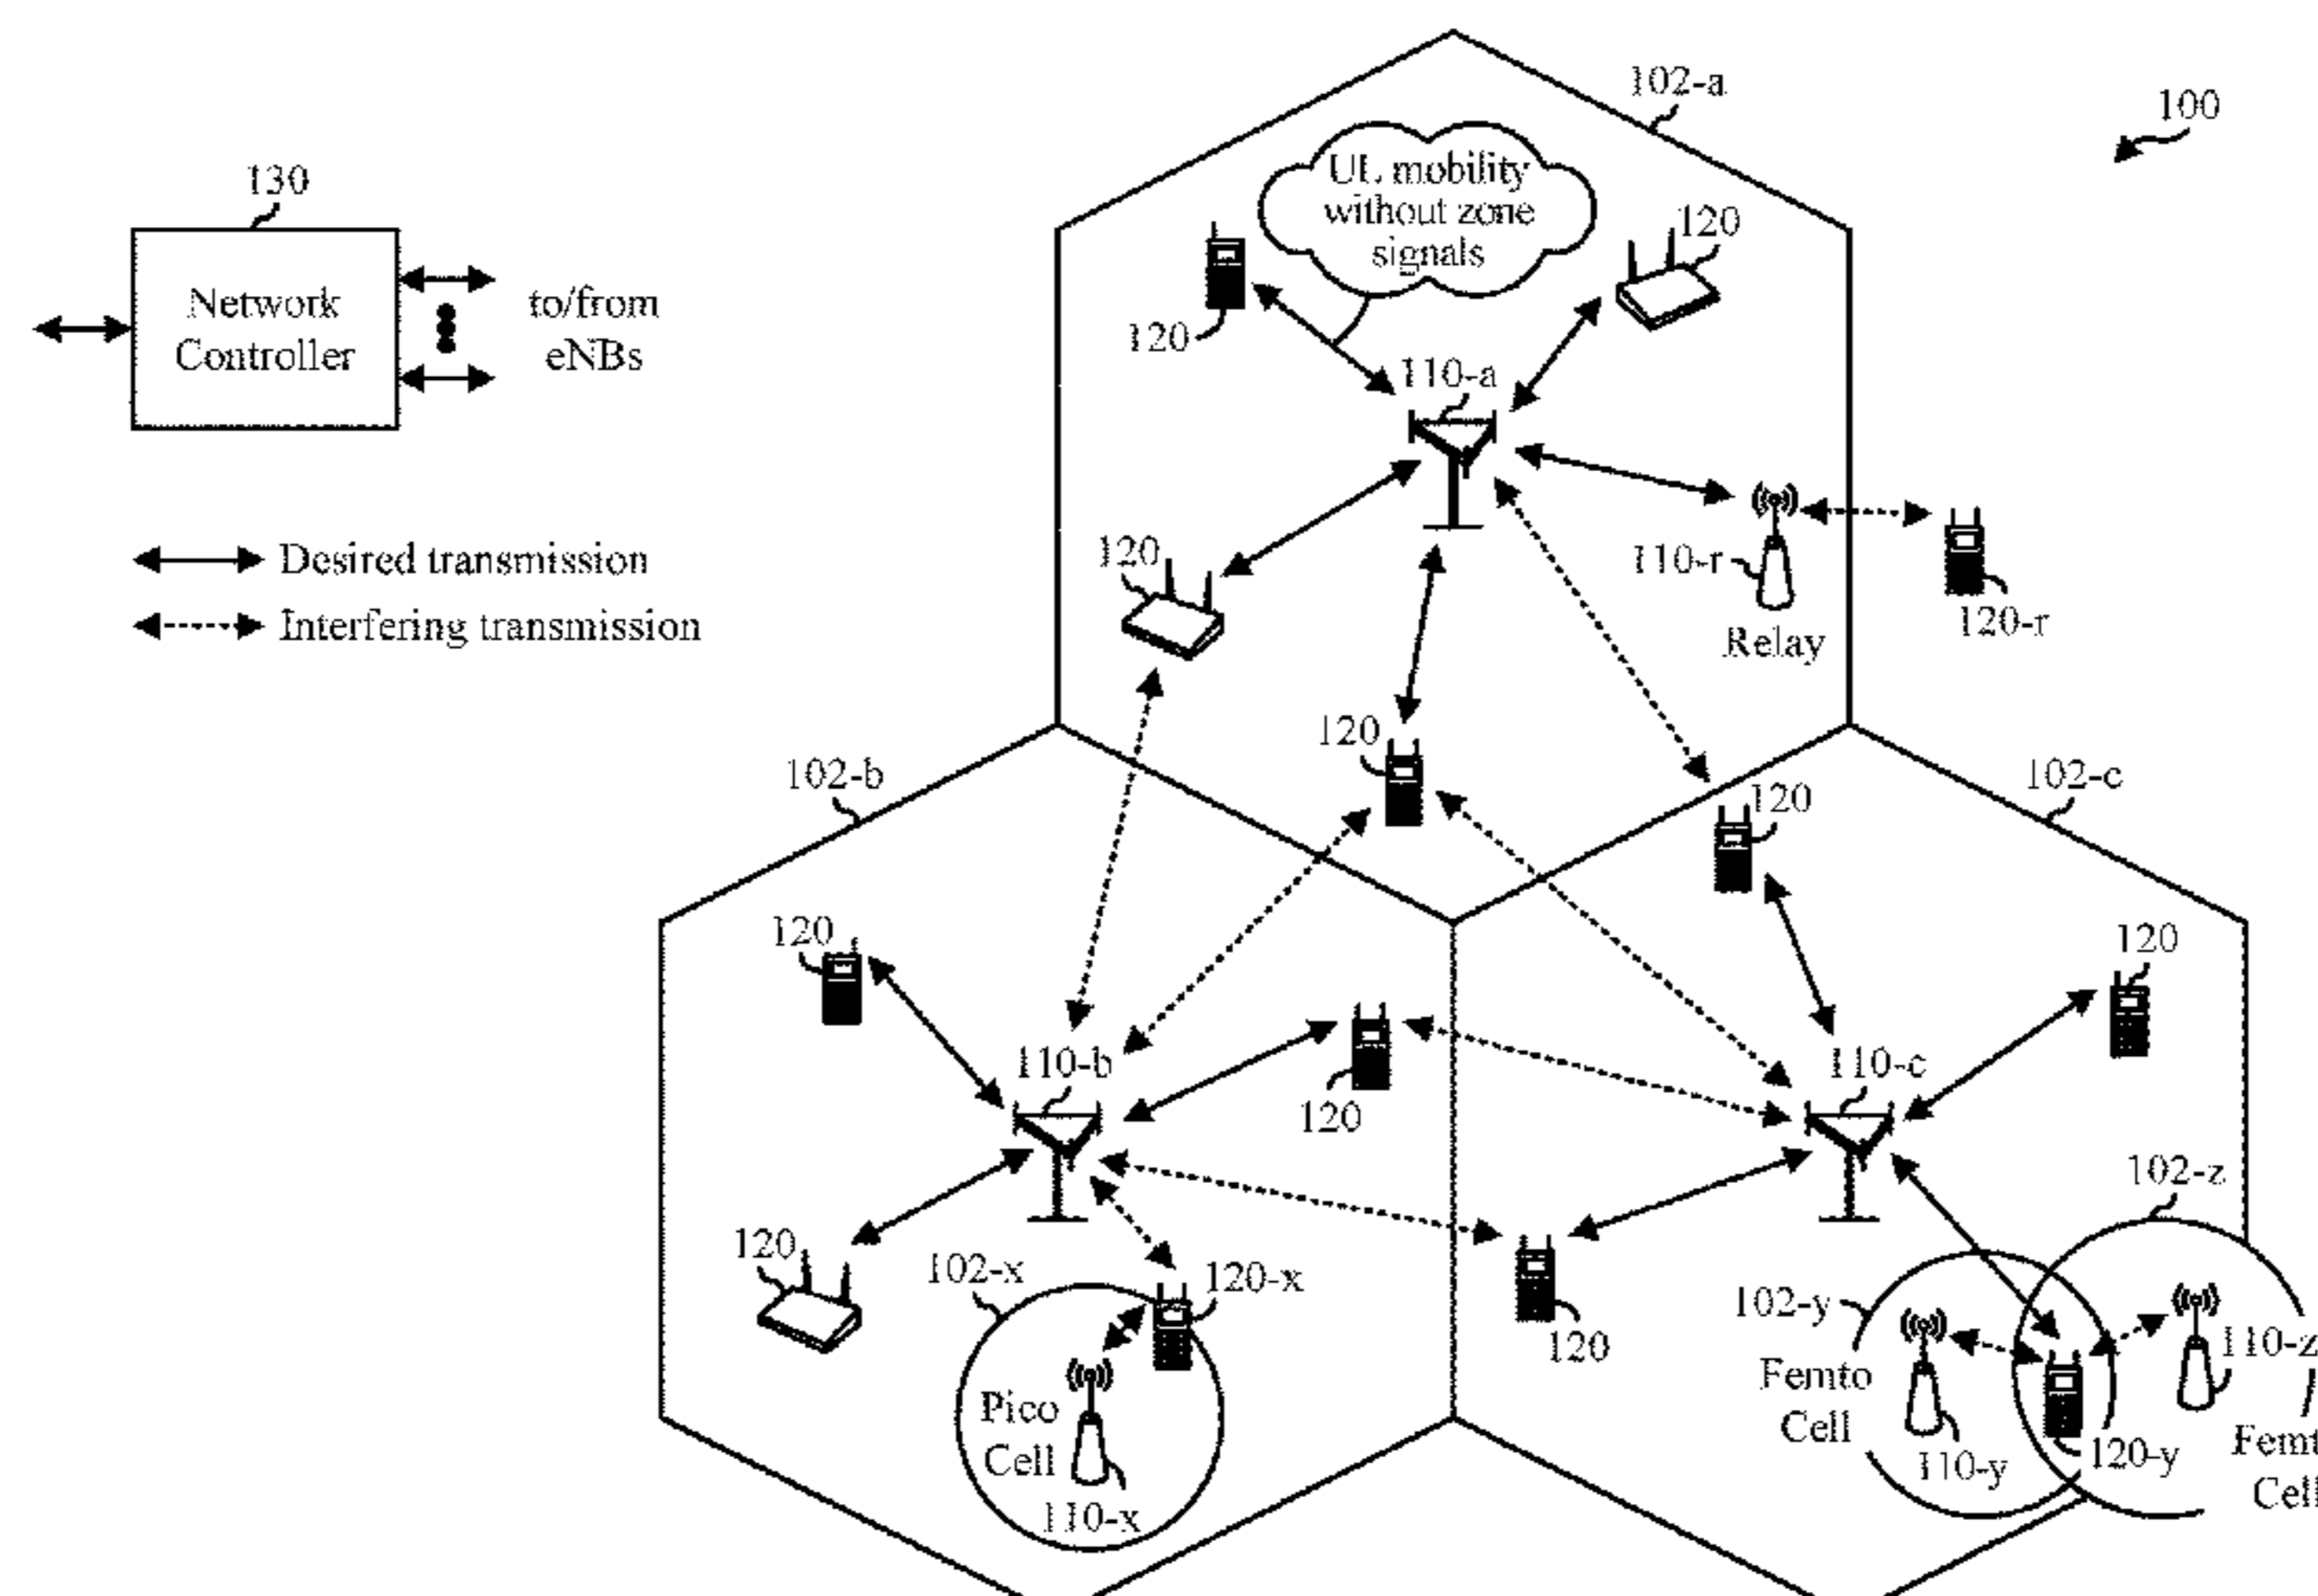 102-a
100
130
UL mobility
without zone
signals
120
Network
Controller
to/from
eNBs
120
110-a
Desired transmission
Interfering transmission
120
110-r
Relay
120-r
120
102-b
102-c
120
120
120
110-b
120
110-c
102-z
120
102-x
120-x
102-y
120
Pico
Cell
110-x
Femto
Cell
110-y
120-y
110-z
Femt
Cell